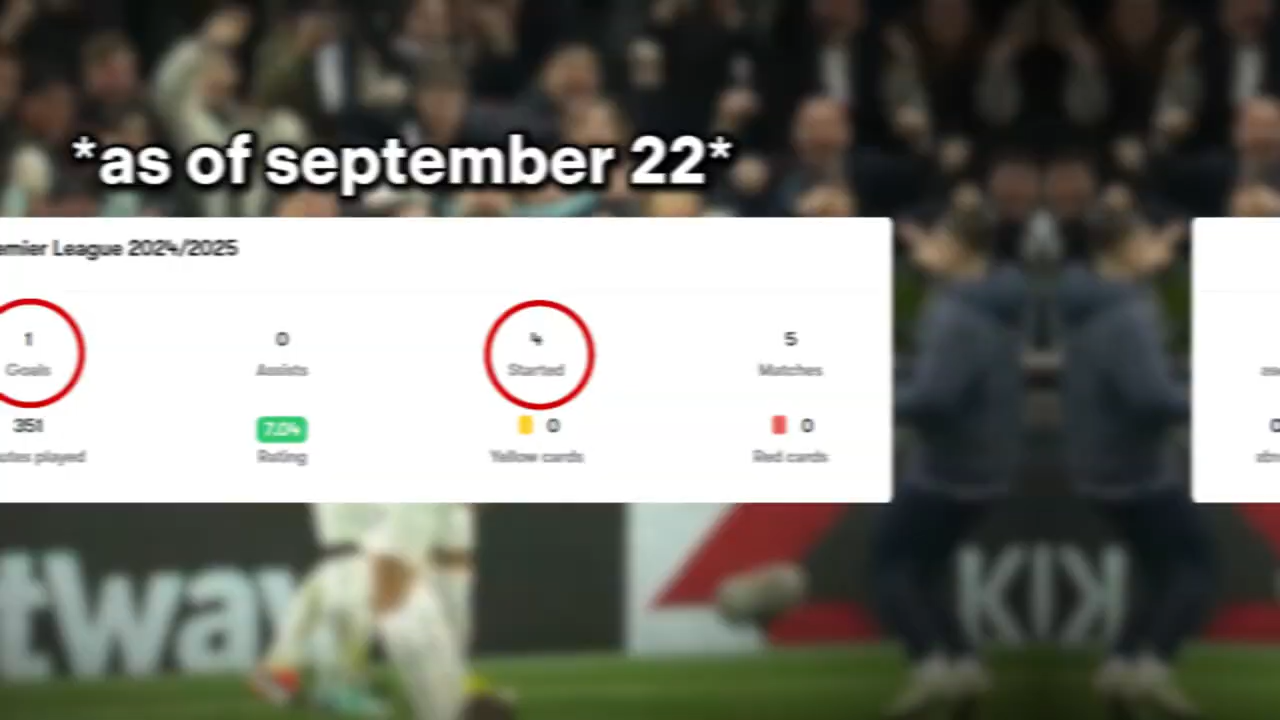 *as of september 22*
emier League 2024/2025
1 0 4 5
Goals Assists Started Matches
351 7.04 0 0
utes played Rating Yellow cards Red cards
tway